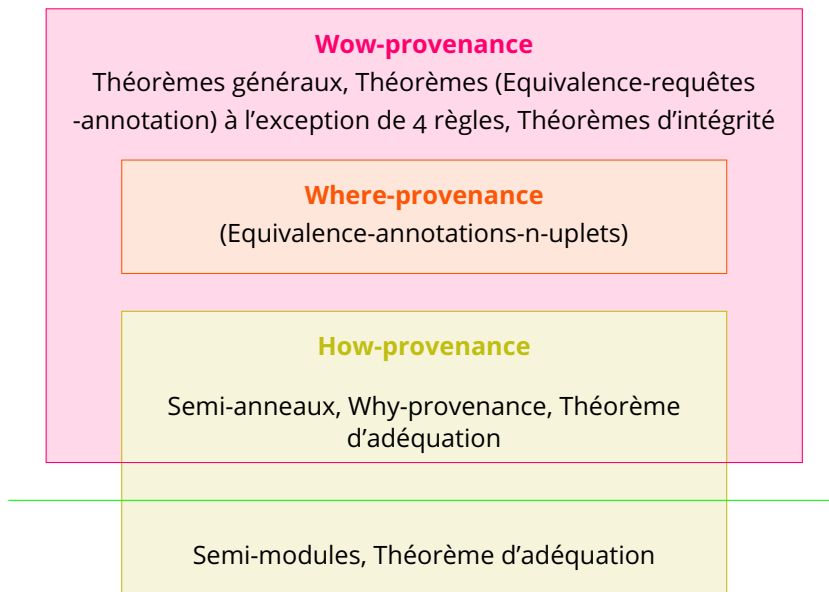 Wow-provenance
Théorèmes généraux, Théorèmes (Equivalence-requêtes
-annotation) à l’exception de 4 règles, Théorèmes d’intégrité
Where-provenance
(Equivalence-annotations-n-uplets)
How-provenance
Semi-anneaux, Why-provenance, Théorème
d’adéquation
Semi-modules, Théorème d’adéquation